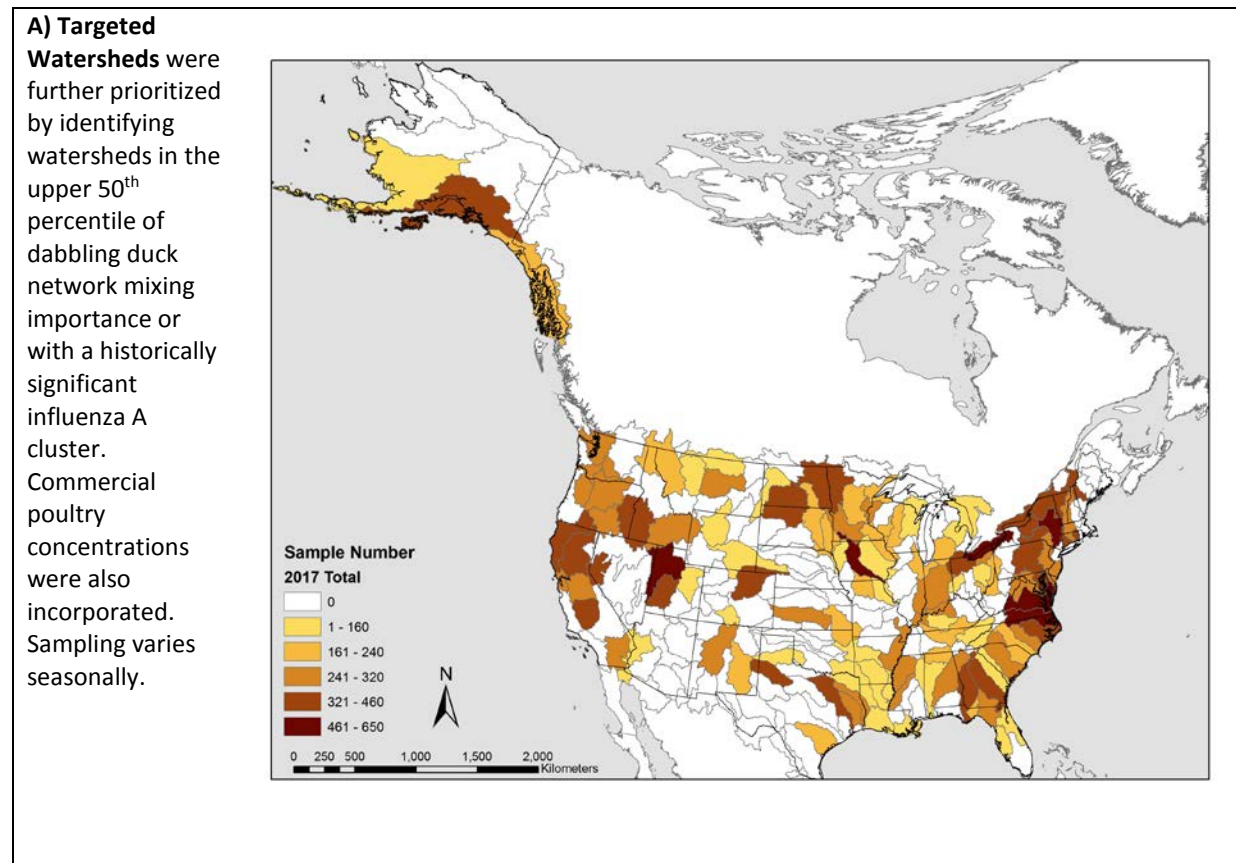 A) Targeted
Watersheds were
further prioritized
by identifying
watersheds in the
upper 50th
percentile of
dabbling duck
network mixing
importance or
with a historically
significant
influenza A
cluster.
Commercial
poultry
concentrations
were also
incorporated.
Sampling varies
seasonally.
Sample Number
2017 Total
0
1 - 160
161 - 240
241 - 320
321 - 460
461 - 650
N
0 250 500 1,000 1,500 2,000
Kilometers